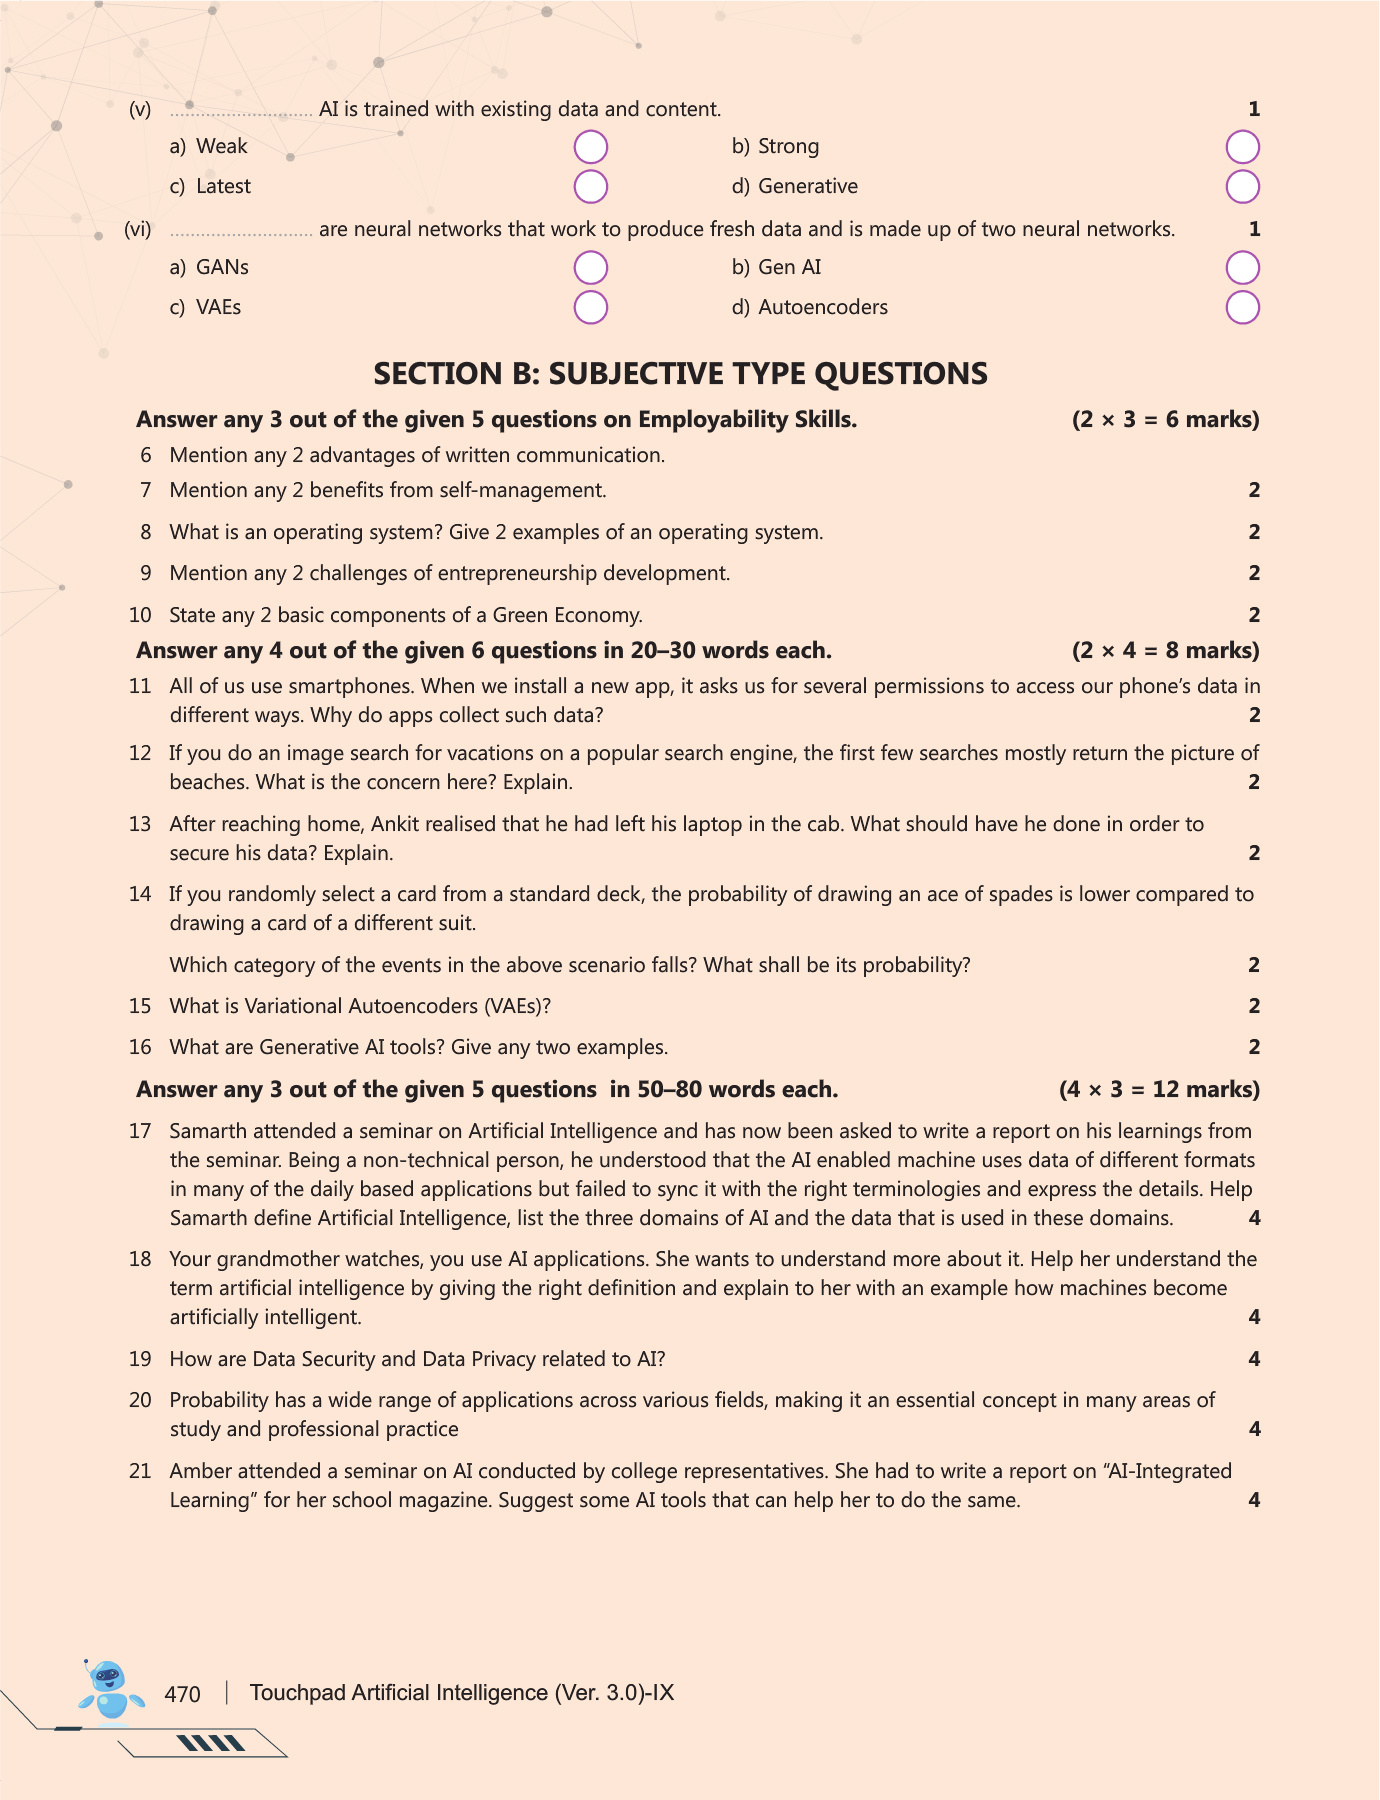 (v) .......................... AI is trained with existing data and content. 1
a) Weak b) Strong
c) Latest d) Generative
(vi) .......................... are neural networks that work to produce fresh data and is made up of two neural networks. 1
a) GANs b) Gen AI
c) VAEs d) Autoencoders
SECTION B: SUBJECTIVE TYPE QUESTIONS
Answer any 3 out of the given 5 questions on Employability Skills. (2 × 3 = 6 marks)
6 Mention any 2 advantages of written communication.
7 Mention any 2 benefits from self-management. 2
8 What is an operating system? Give 2 examples of an operating system. 2
9 Mention any 2 challenges of entrepreneurship development. 2
10 State any 2 basic components of a Green Economy. 2
Answer any 4 out of the given 6 questions in 20–30 words each. (2 × 4 = 8 marks)
11 All of us use smartphones. When we install a new app, it asks us for several permissions to access our phone's data in
different ways. Why do apps collect such data? 2
12 If you do an image search for vacations on a popular search engine, the first few searches mostly return the picture of
beaches. What is the concern here? Explain. 2
13 After reaching home, Ankit realised that he had left his laptop in the cab. What should have he done in order to
secure his data? Explain. 2
14 If you randomly select a card from a standard deck, the probability of drawing an ace of spades is lower compared to
drawing a card of a different suit.
Which category of the events in the above scenario falls? What shall be its probability? 2
15 What is Variational Autoencoders (VAEs)? 2
16 What are Generative AI tools? Give any two examples. 2
Answer any 3 out of the given 5 questions in 50–80 words each. (4 × 3 = 12 marks)
17 Samarth attended a seminar on Artificial Intelligence and has now been asked to write a report on his learnings from
the seminar. Being a non-technical person, he understood that the AI enabled machine uses data of different formats
in many of the daily based applications but failed to sync it with the right terminologies and express the details. Help
Samarth define Artificial Intelligence, list the three domains of AI and the data that is used in these domains. 4
18 Your grandmother watches, you use AI applications. She wants to understand more about it. Help her understand the
term artificial intelligence by giving the right definition and explain to her with an example how machines become
artificially intelligent. 4
19 How are Data Security and Data Privacy related to AI? 4
20 Probability has a wide range of applications across various fields, making it an essential concept in many areas of
study and professional practice 4
21 Amber attended a seminar on AI conducted by college representatives. She had to write a report on “AI-Integrated
Learning” for her school magazine. Suggest some AI tools that can help her to do the same. 4
470 | Touchpad Artificial Intelligence (Ver. 3.0)-IX